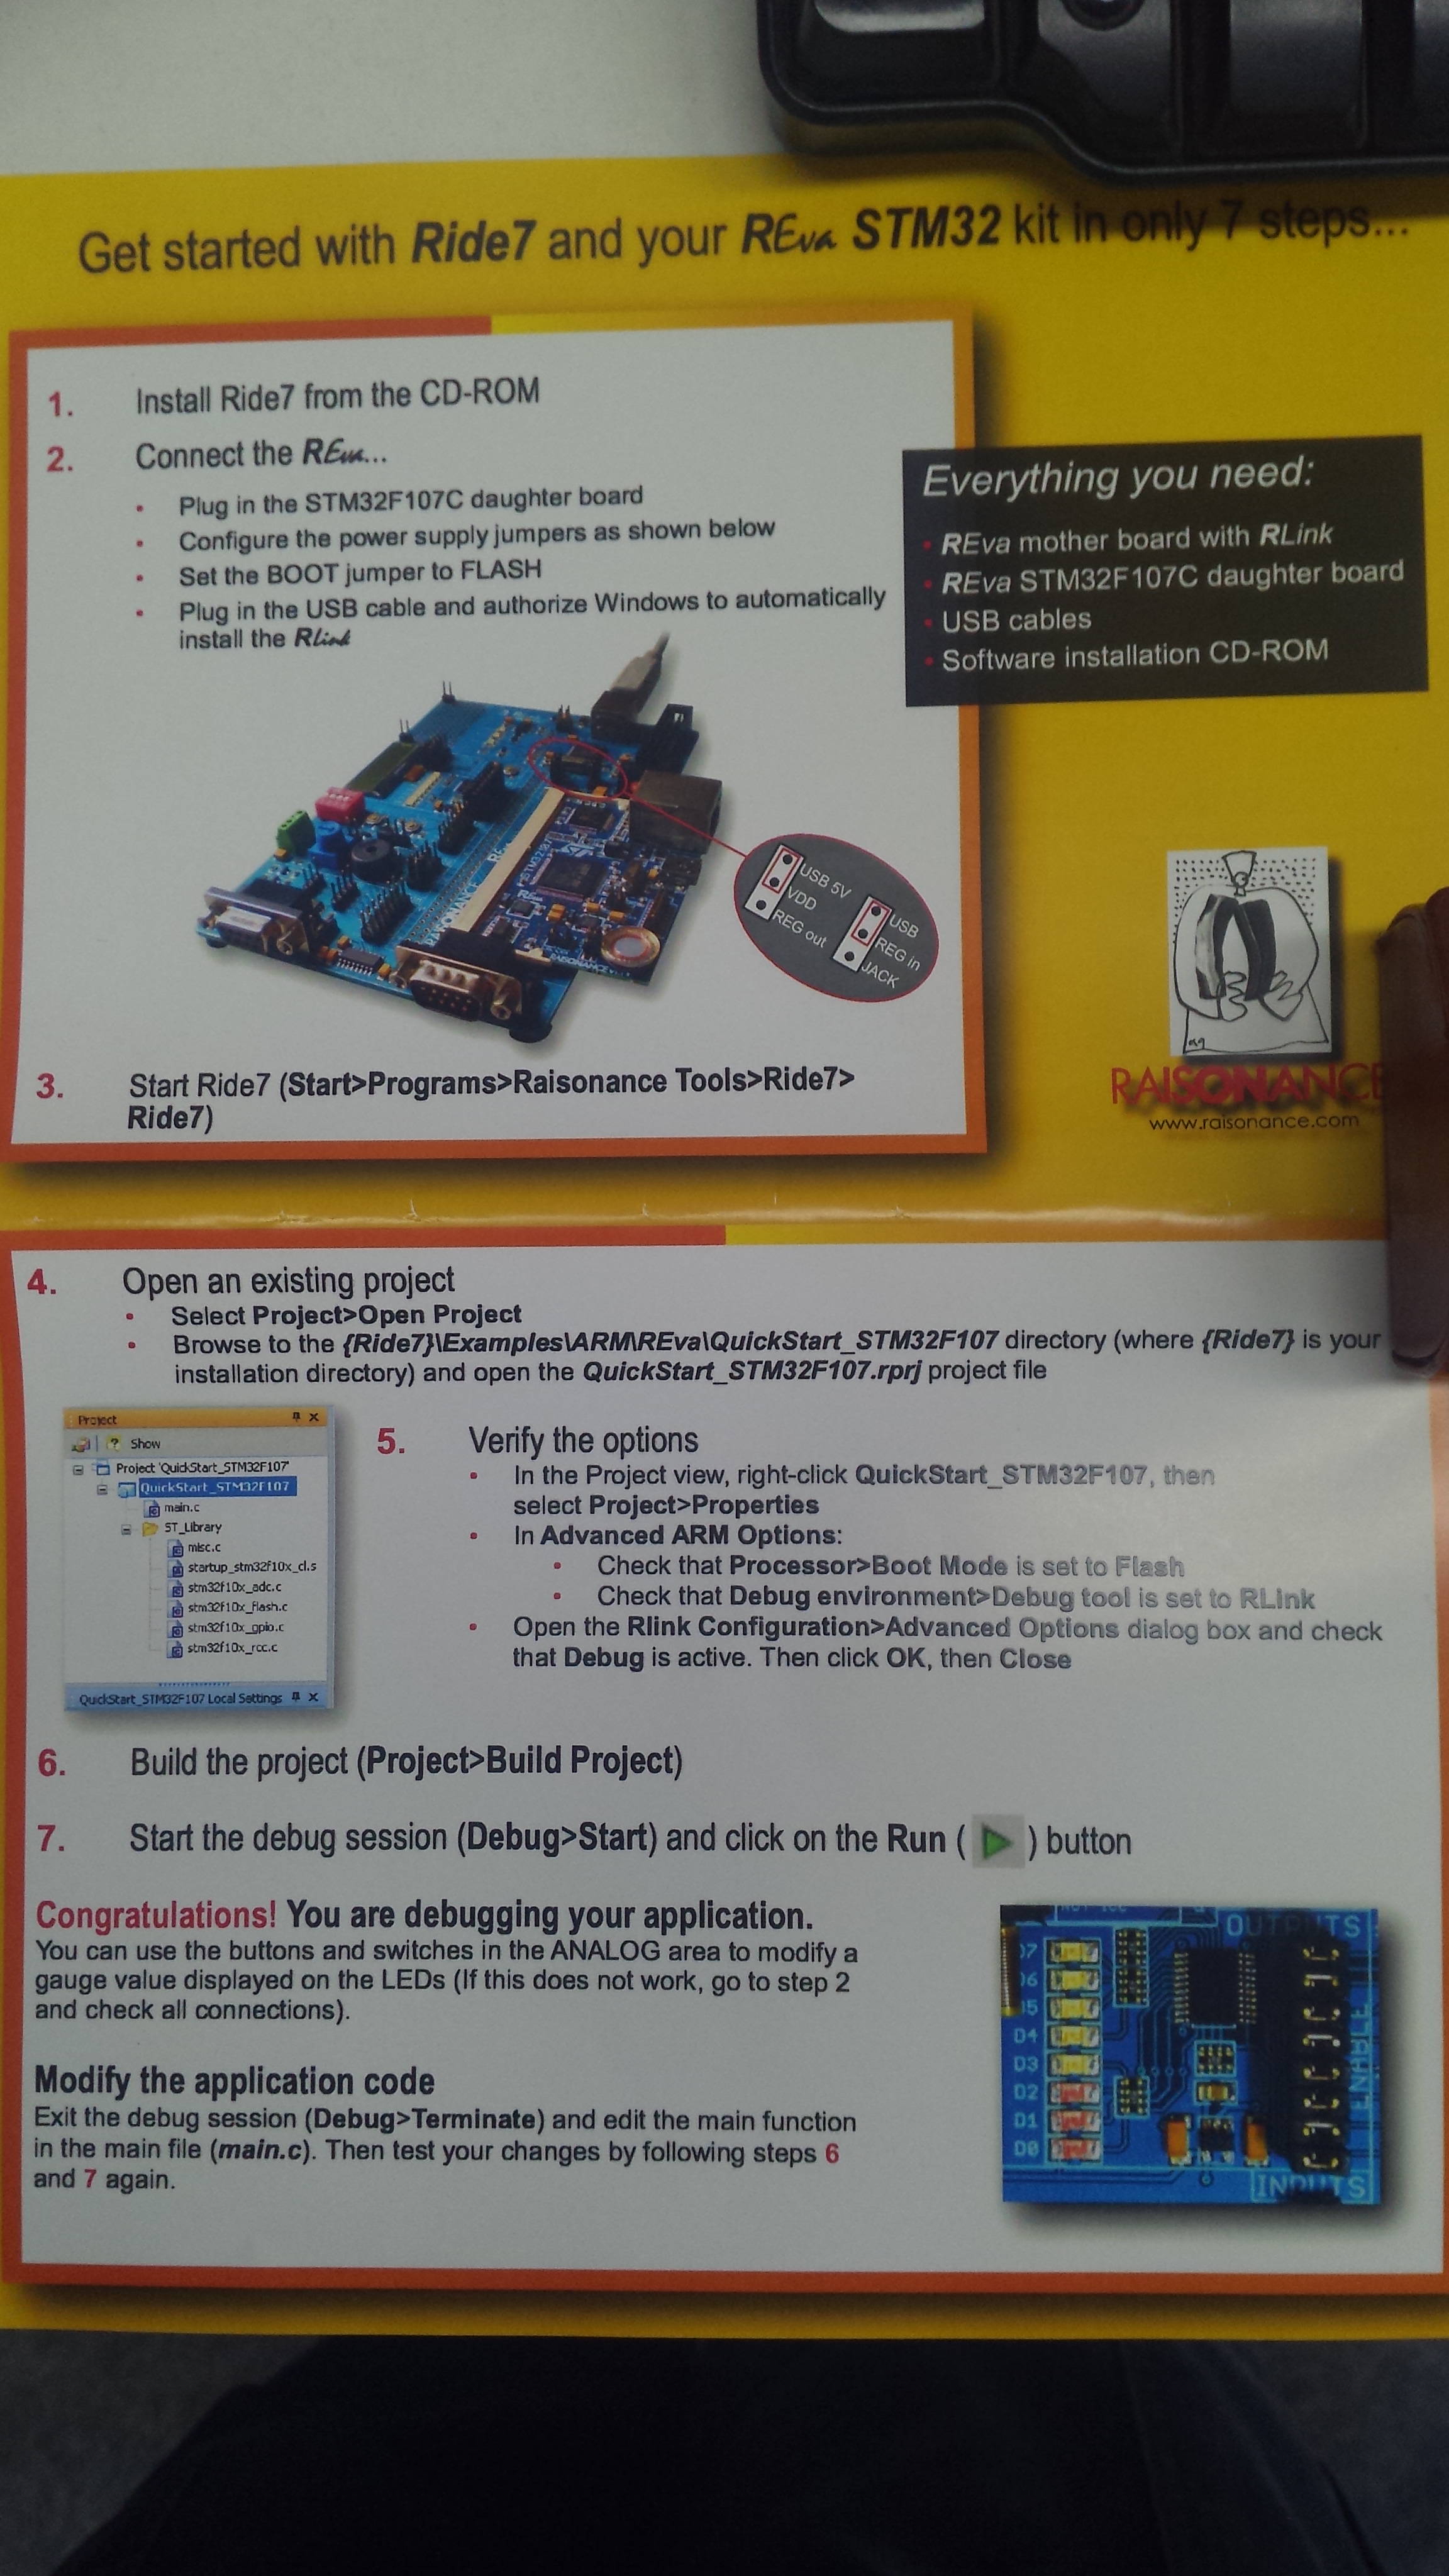 Get started with Ride7 and your REva STM32 kit in only 7 steps...
1. Install Ride7 from the CD-ROM
2. Connect the REva...
• Plug in the STM32F107C daughter board
• Configure the power supply jumpers as shown below
• Set the BOOT jumper to FLASH
• Plug in the USB cable and authorize Windows to automatically
install the Rlink
Everything you need:
• REva mother board with RLink
• REva STM32F107C daughter board
• USB cables
• Software installation CD-ROM
USB 5V
VDD
REG out
USB
REG in
JACK
3. Start Ride7 (Start>Programs>Raisonance Tools>Ride7>
Ride7)
RAISONANCE
www.raisonance.com
4. Open an existing project
• Select Project>Open Project
• Browse to the {Ride7}\Examples\ARM\REva\QuickStart_STM32F107 directory (where {Ride7} is your
installation directory) and open the QuickStart_STM32F107.rprj project file
Project
Show
Project 'QuickStart_STM32F107'
QuickStart_STM32F107
main.c
ST_Library
misc.c
startup_stm32f10x_cl.s
stm32f10x_adc.c
stm32f10x_flash.c
stm32f10x_gpio.c
stm32f10x_rcc.c
QuickStart_STM32F107 Local Settings
5. Verify the options
• In the Project view, right-click QuickStart_STM32F107, then
select Project>Properties
• In Advanced ARM Options:
• Check that Processor>Boot Mode is set to Flash
• Check that Debug environment>Debug tool is set to RLink
• Open the Rlink Configuration>Advanced Options dialog box and check
that Debug is active. Then click OK, then Close
6. Build the project (Project>Build Project)
7. Start the debug session (Debug>Start) and click on the Run ( ) button
Congratulations! You are debugging your application.
You can use the buttons and switches in the ANALOG area to modify a
gauge value displayed on the LEDs (If this does not work, go to step 2
and check all connections).
Modify the application code
Exit the debug session (Debug>Terminate) and edit the main function
in the main file (main.c). Then test your changes by following steps 6
and 7 again.
OUTPUTS
D4
D3
D2
D1
D0
ENABLE
INPUTS